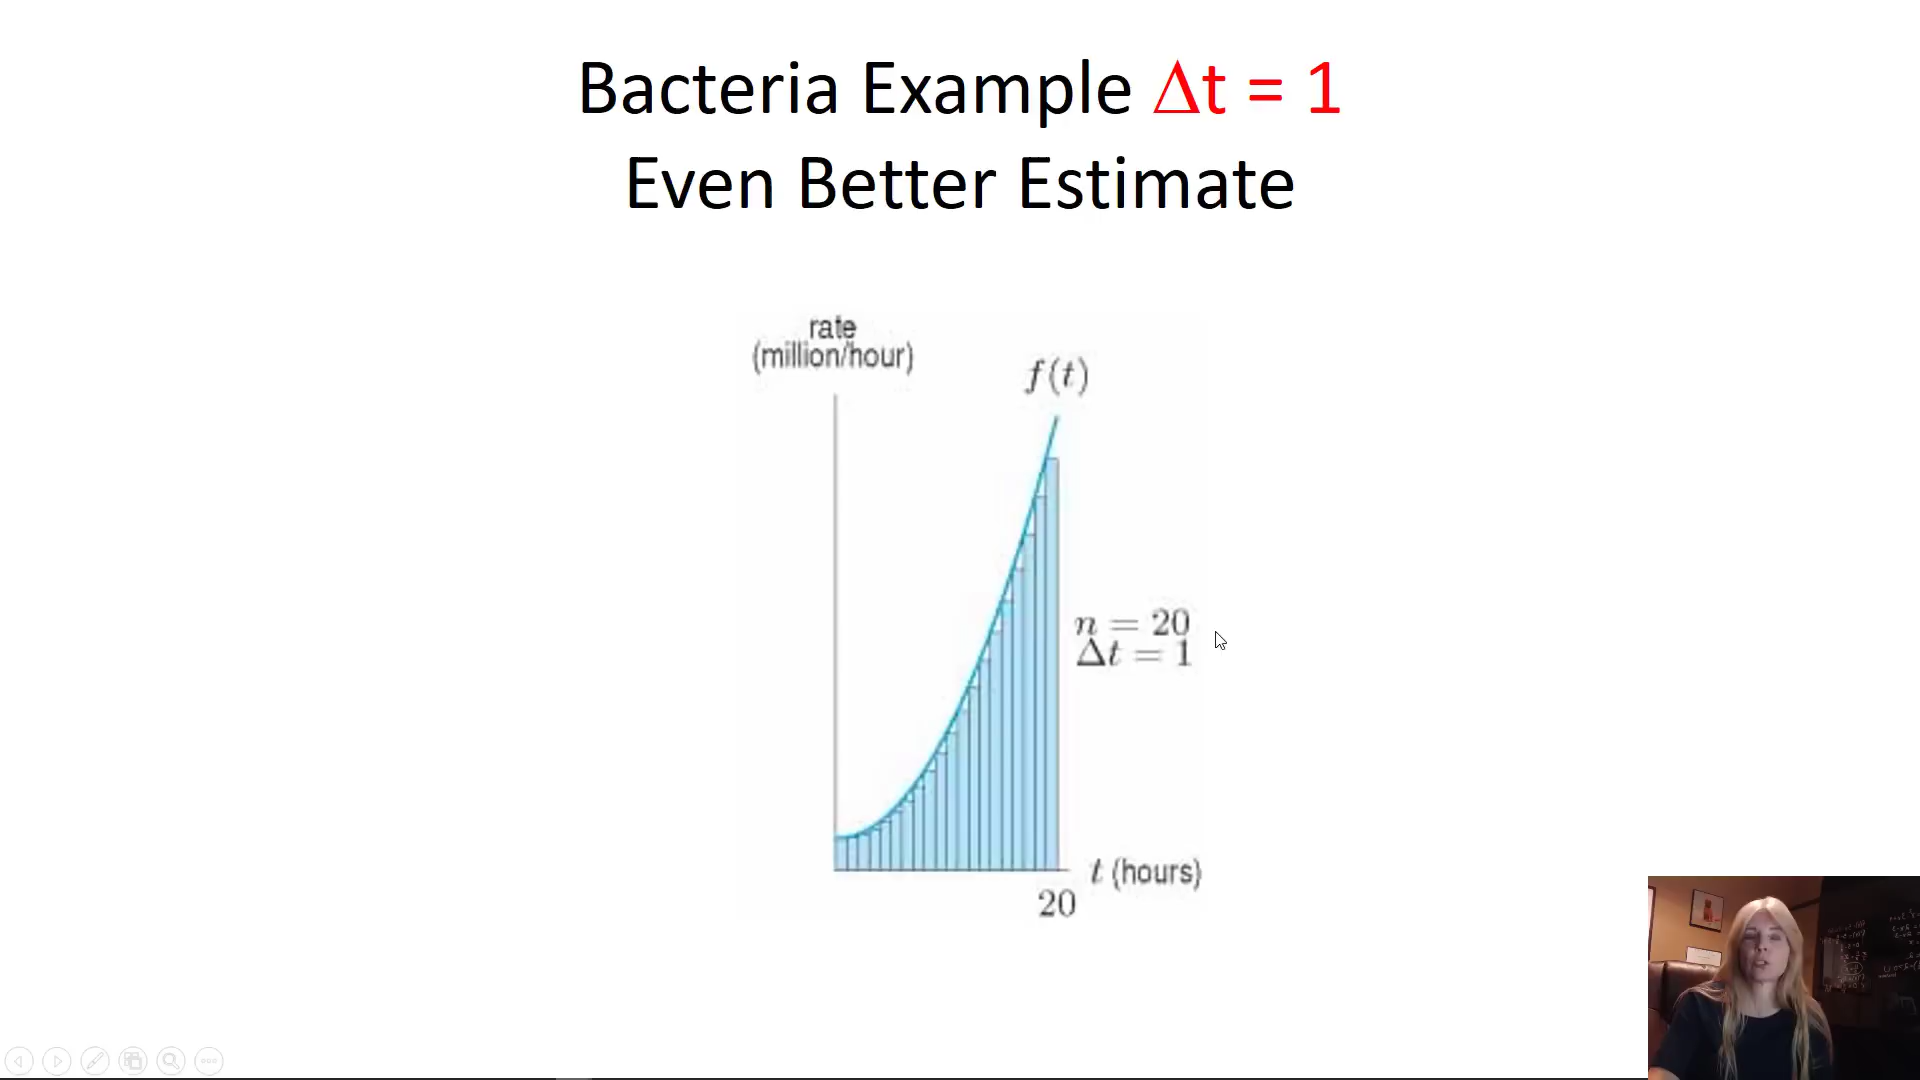 Bacteria Example Δt = 1
Even Better Estimate
rate
(million/hour)
f(t)
n = 20
Δt = 1
t (hours)
20